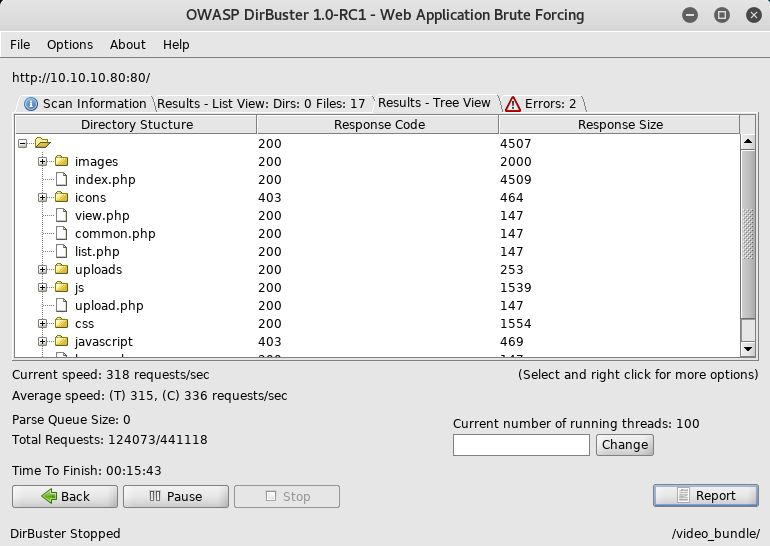 OWASP DirBuster 1.0-RC1 - Web Application Brute Forcing
File Options About Help
http://10.10.10.80:80/
Scan Information Results - List View: Dirs: 0 Files: 17 Results - Tree View Errors: 2
Directory Stucture Response Code Response Size
200 4507
images 200 2000
index.php 200 4509
icons 403 464
view.php 200 147
common.php 200 147
list.php 200 147
uploads 200 253
js 200 1539
upload.php 200 147
css 200 1554
javascript 403 469
200 147
Current speed: 318 requests/sec (Select and right click for more options)
Average speed: (T) 315, (C) 336 requests/sec
Parse Queue Size: 0
Current number of running threads: 100
Total Requests: 124073/441118
Change
Time To Finish: 00:15:43
Back Pause Stop Report
DirBuster Stopped /video_bundle/